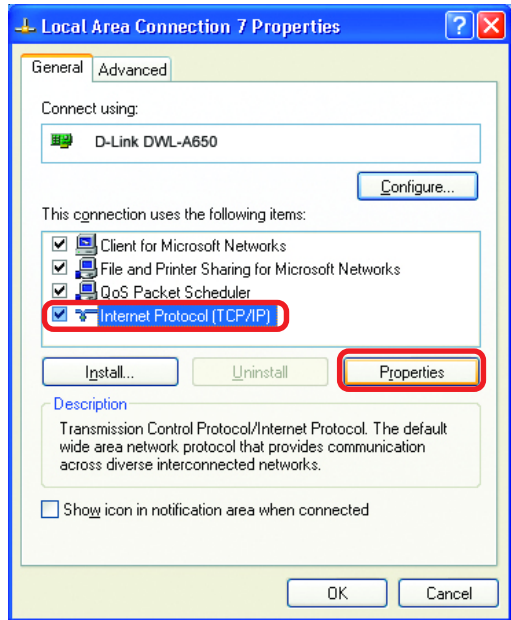 Local Area Connection 7 Properties
General Advanced
Connect using:
D-Link DWL-A650
Configure...
This connection uses the following items:
Client for Microsoft Networks
File and Printer Sharing for Microsoft Networks
QoS Packet Scheduler
Internet Protocol (TCP/IP)
Install... Uninstall Properties
Description
Transmission Control Protocol/Internet Protocol. The default
wide area network protocol that provides communication
across diverse interconnected networks.
Show icon in notification area when connected
OK Cancel